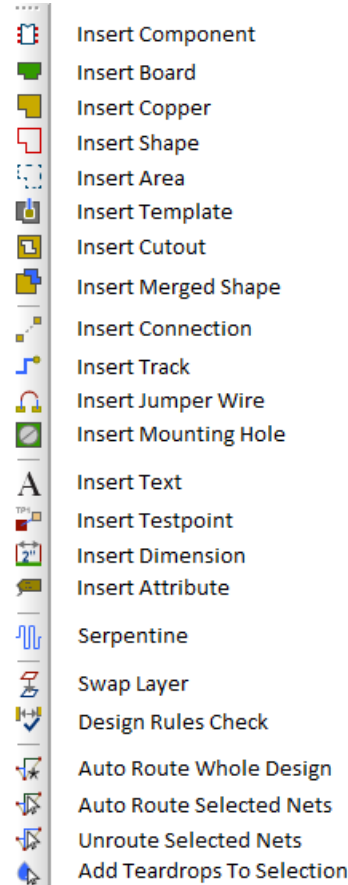 Insert Component
Insert Board
Insert Copper
Insert Shape
Insert Area
Insert Template
Insert Cutout
Insert Merged Shape
Insert Connection
Insert Track
Insert Jumper Wire
Insert Mounting Hole
A Insert Text
TP1 Insert Testpoint
2" Insert Dimension
Insert Attribute
Serpentine
Swap Layer
Design Rules Check
Auto Route Whole Design
Auto Route Selected Nets
Unroute Selected Nets
Add Teardrops To Selection